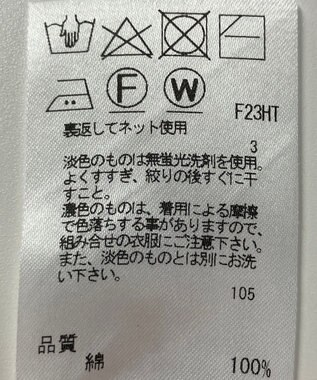 F
W
F23HT
裏返してネット使用
3
淡色のものは無蛍光洗剤を使用。
よくすすぎ、絞りの後すぐに干
すこと。
濃色のものは、着用による摩擦
で色落ちする事がありますので、
組み合せの衣服にご注意下さい。
また、淡色のものとは別にお洗
い下さい。
105
品質
綿 100%